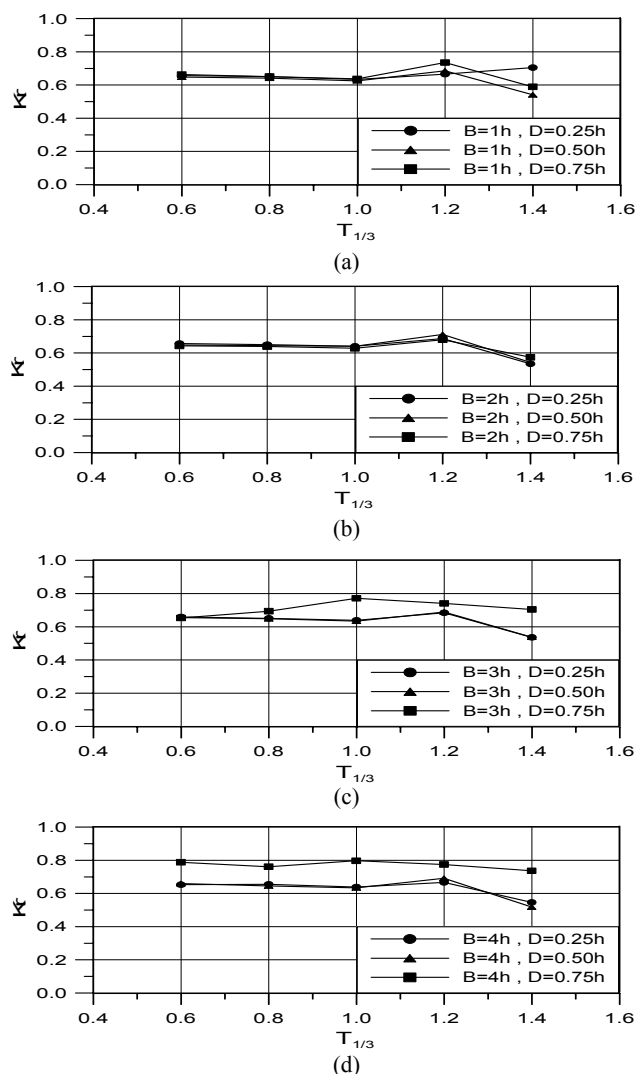 1.0
0.8
0.6
0.4
0.2
0.0
Kr
B=1h , D=0.25h
B=1h , D=0.50h
B=1h , D=0.75h
0.4 0.6 0.8 1.0 1.2 1.4 1.6
T1/3
(a)
1.0
0.8
0.6
0.4
0.2
0.0
Kr
B=2h , D=0.25h
B=2h , D=0.50h
B=2h , D=0.75h
0.4 0.6 0.8 1.0 1.2 1.4 1.6
T1/3
(b)
1.0
0.8
0.6
0.4
0.2
0.0
Kr
B=3h , D=0.25h
B=3h , D=0.50h
B=3h , D=0.75h
0.4 0.6 0.8 1.0 1.2 1.4 1.6
T1/3
(c)
1.0
0.8
0.6
0.4
0.2
0.0
Kr
B=4h , D=0.25h
B=4h , D=0.50h
B=4h , D=0.75h
0.4 0.6 0.8 1.0 1.2 1.4 1.6
T1/3
(d)